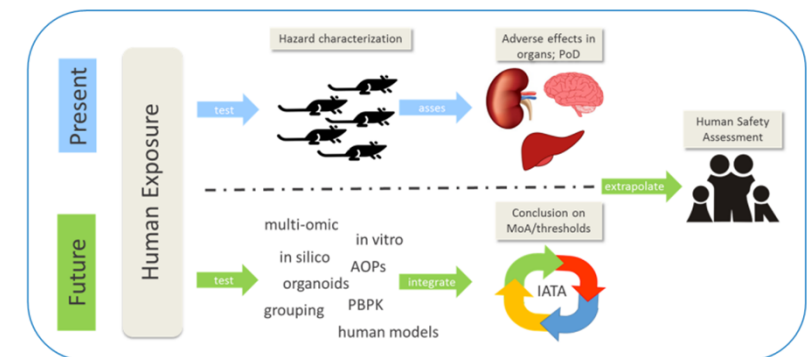 Present
Future
Human Exposure
Hazard characterization
test
asses
Adverse effects in
organs; PoD
Human Safety
Assessment
extrapolate
test
multi-omic
in vitro
in silico
AOPs
organoids
grouping
PBPK
human models
integrate
Conclusion on
MoA/thresholds
IATA